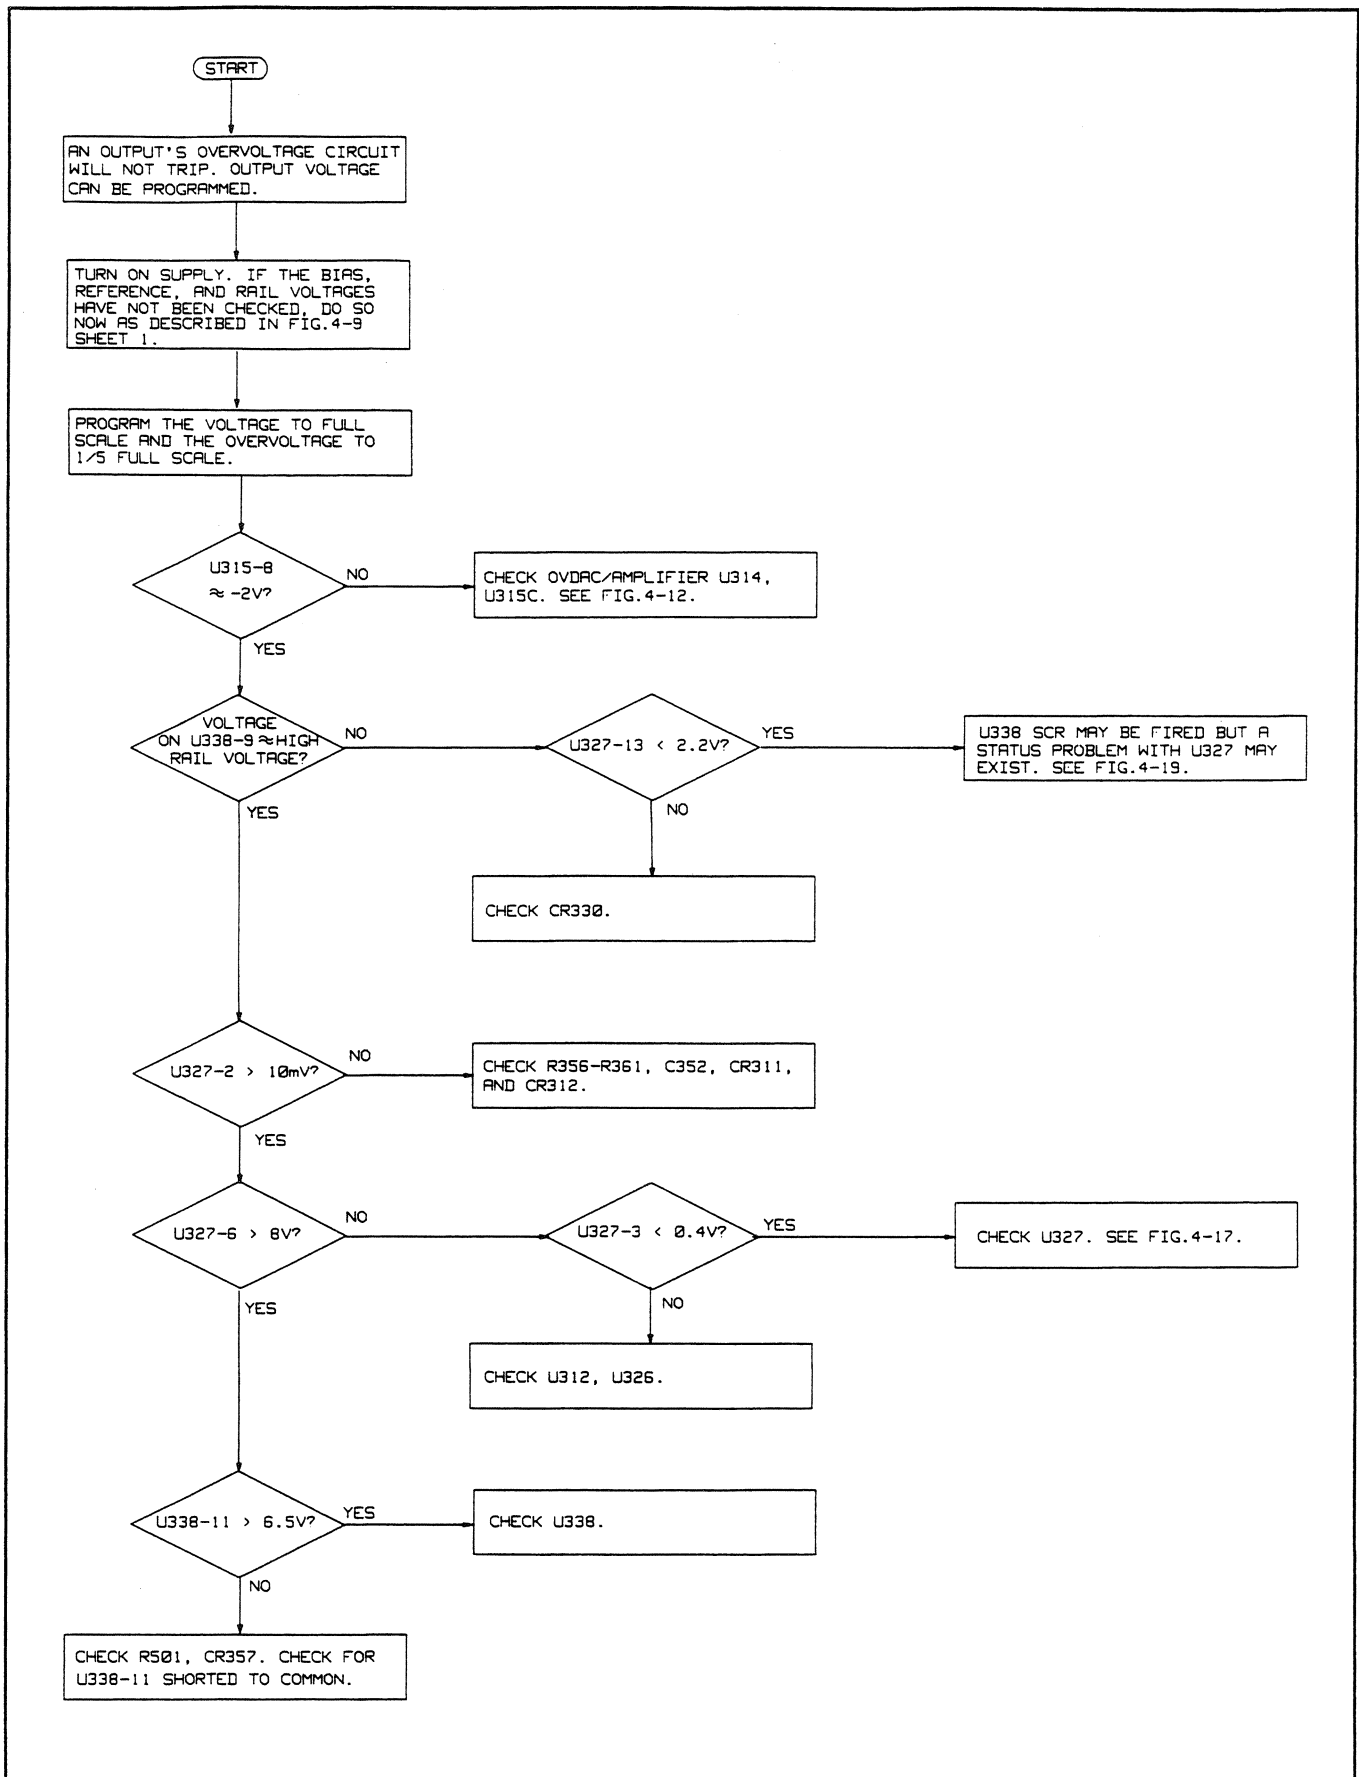 START
AN OUTPUT'S OVERVOLTAGE CIRCUIT
WILL NOT TRIP. OUTPUT VOLTAGE
CAN BE PROGRAMMED.
TURN ON SUPPLY. IF THE BIAS,
REFERENCE, AND RAIL VOLTAGES
HAVE NOT BEEN CHECKED, DO SO
NOW AS DESCRIBED IN FIG.4-9
SHEET 1.
PROGRAM THE VOLTAGE TO FULL
SCALE AND THE OVERVOLTAGE TO
1/5 FULL SCALE.
U315-8
≈ -2V?
NO
CHECK OVDAC/AMPLIFIER U314,
U315C. SEE FIG.4-12.
YES
VOLTAGE
ON U338-9 ≈ HIGH
RAIL VOLTAGE?
NO
U327-13 < 2.2V?
YES
U338 SCR MAY BE FIRED BUT A
STATUS PROBLEM WITH U327 MAY
EXIST. SEE FIG.4-19.
NO
CHECK CR330.
YES
U327-2 > 10mV?
NO
CHECK R356-R361, C352, CR311,
AND CR312.
YES
U327-6 > 8V?
NO
U327-3 < 0.4V?
YES
CHECK U327. SEE FIG.4-17.
NO
CHECK U312, U326.
YES
U338-11 > 6.5V?
YES
CHECK U338.
NO
CHECK R501, CR357. CHECK FOR
U338-11 SHORTED TO COMMON.